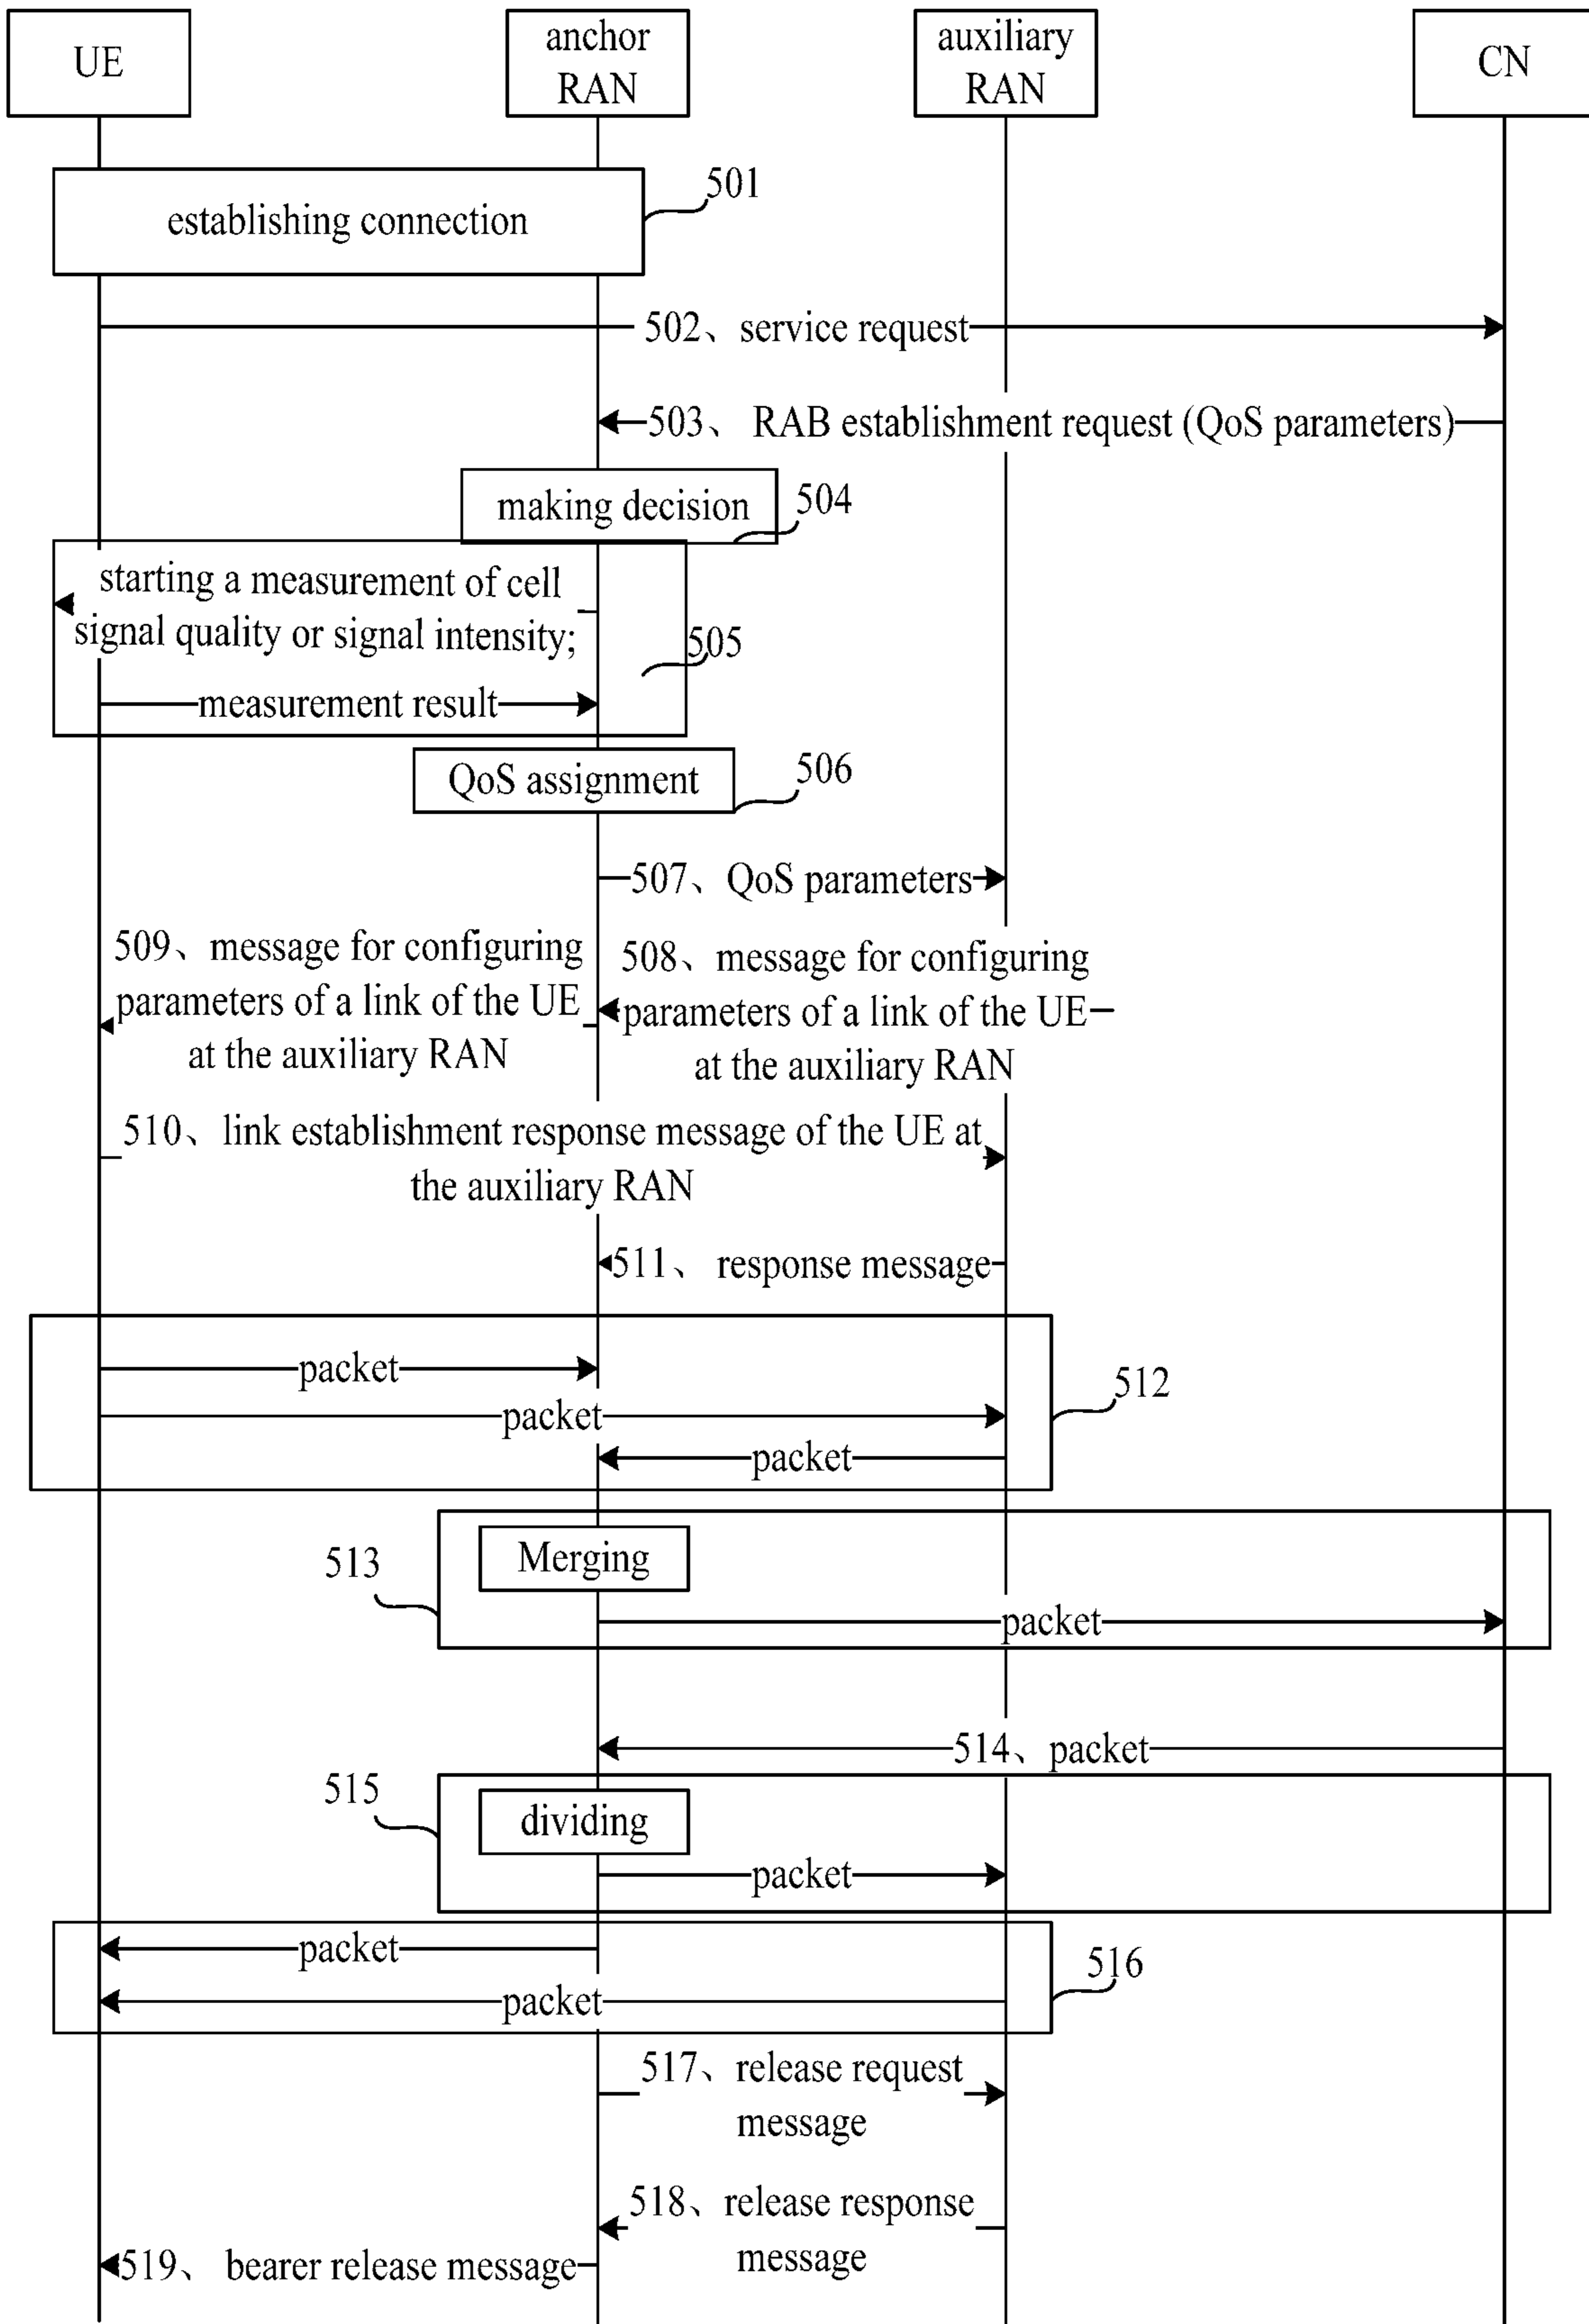 UE
anchor
RAN
auxiliary
RAN
CN
501
establishing connection
502、service request
503、 RAB establishment request (QoS parameters)
making decision
504
starting a measurement of cell
signal quality or signal intensity;
505
measurement result
QoS assignment
506
507、QoS parameters
509、message for configuring
parameters of a link of the UE
at the auxiliary RAN
508、message for configuring
parameters of a link of the UE
at the auxiliary RAN
510、link establishment response message of the UE at
the auxiliary RAN
511、 response message
packet
512
packet
packet
513
Merging
packet
514、packet
515
dividing
packet
packet
516
packet
517、release request
message
518、release response
message
519、 bearer release message